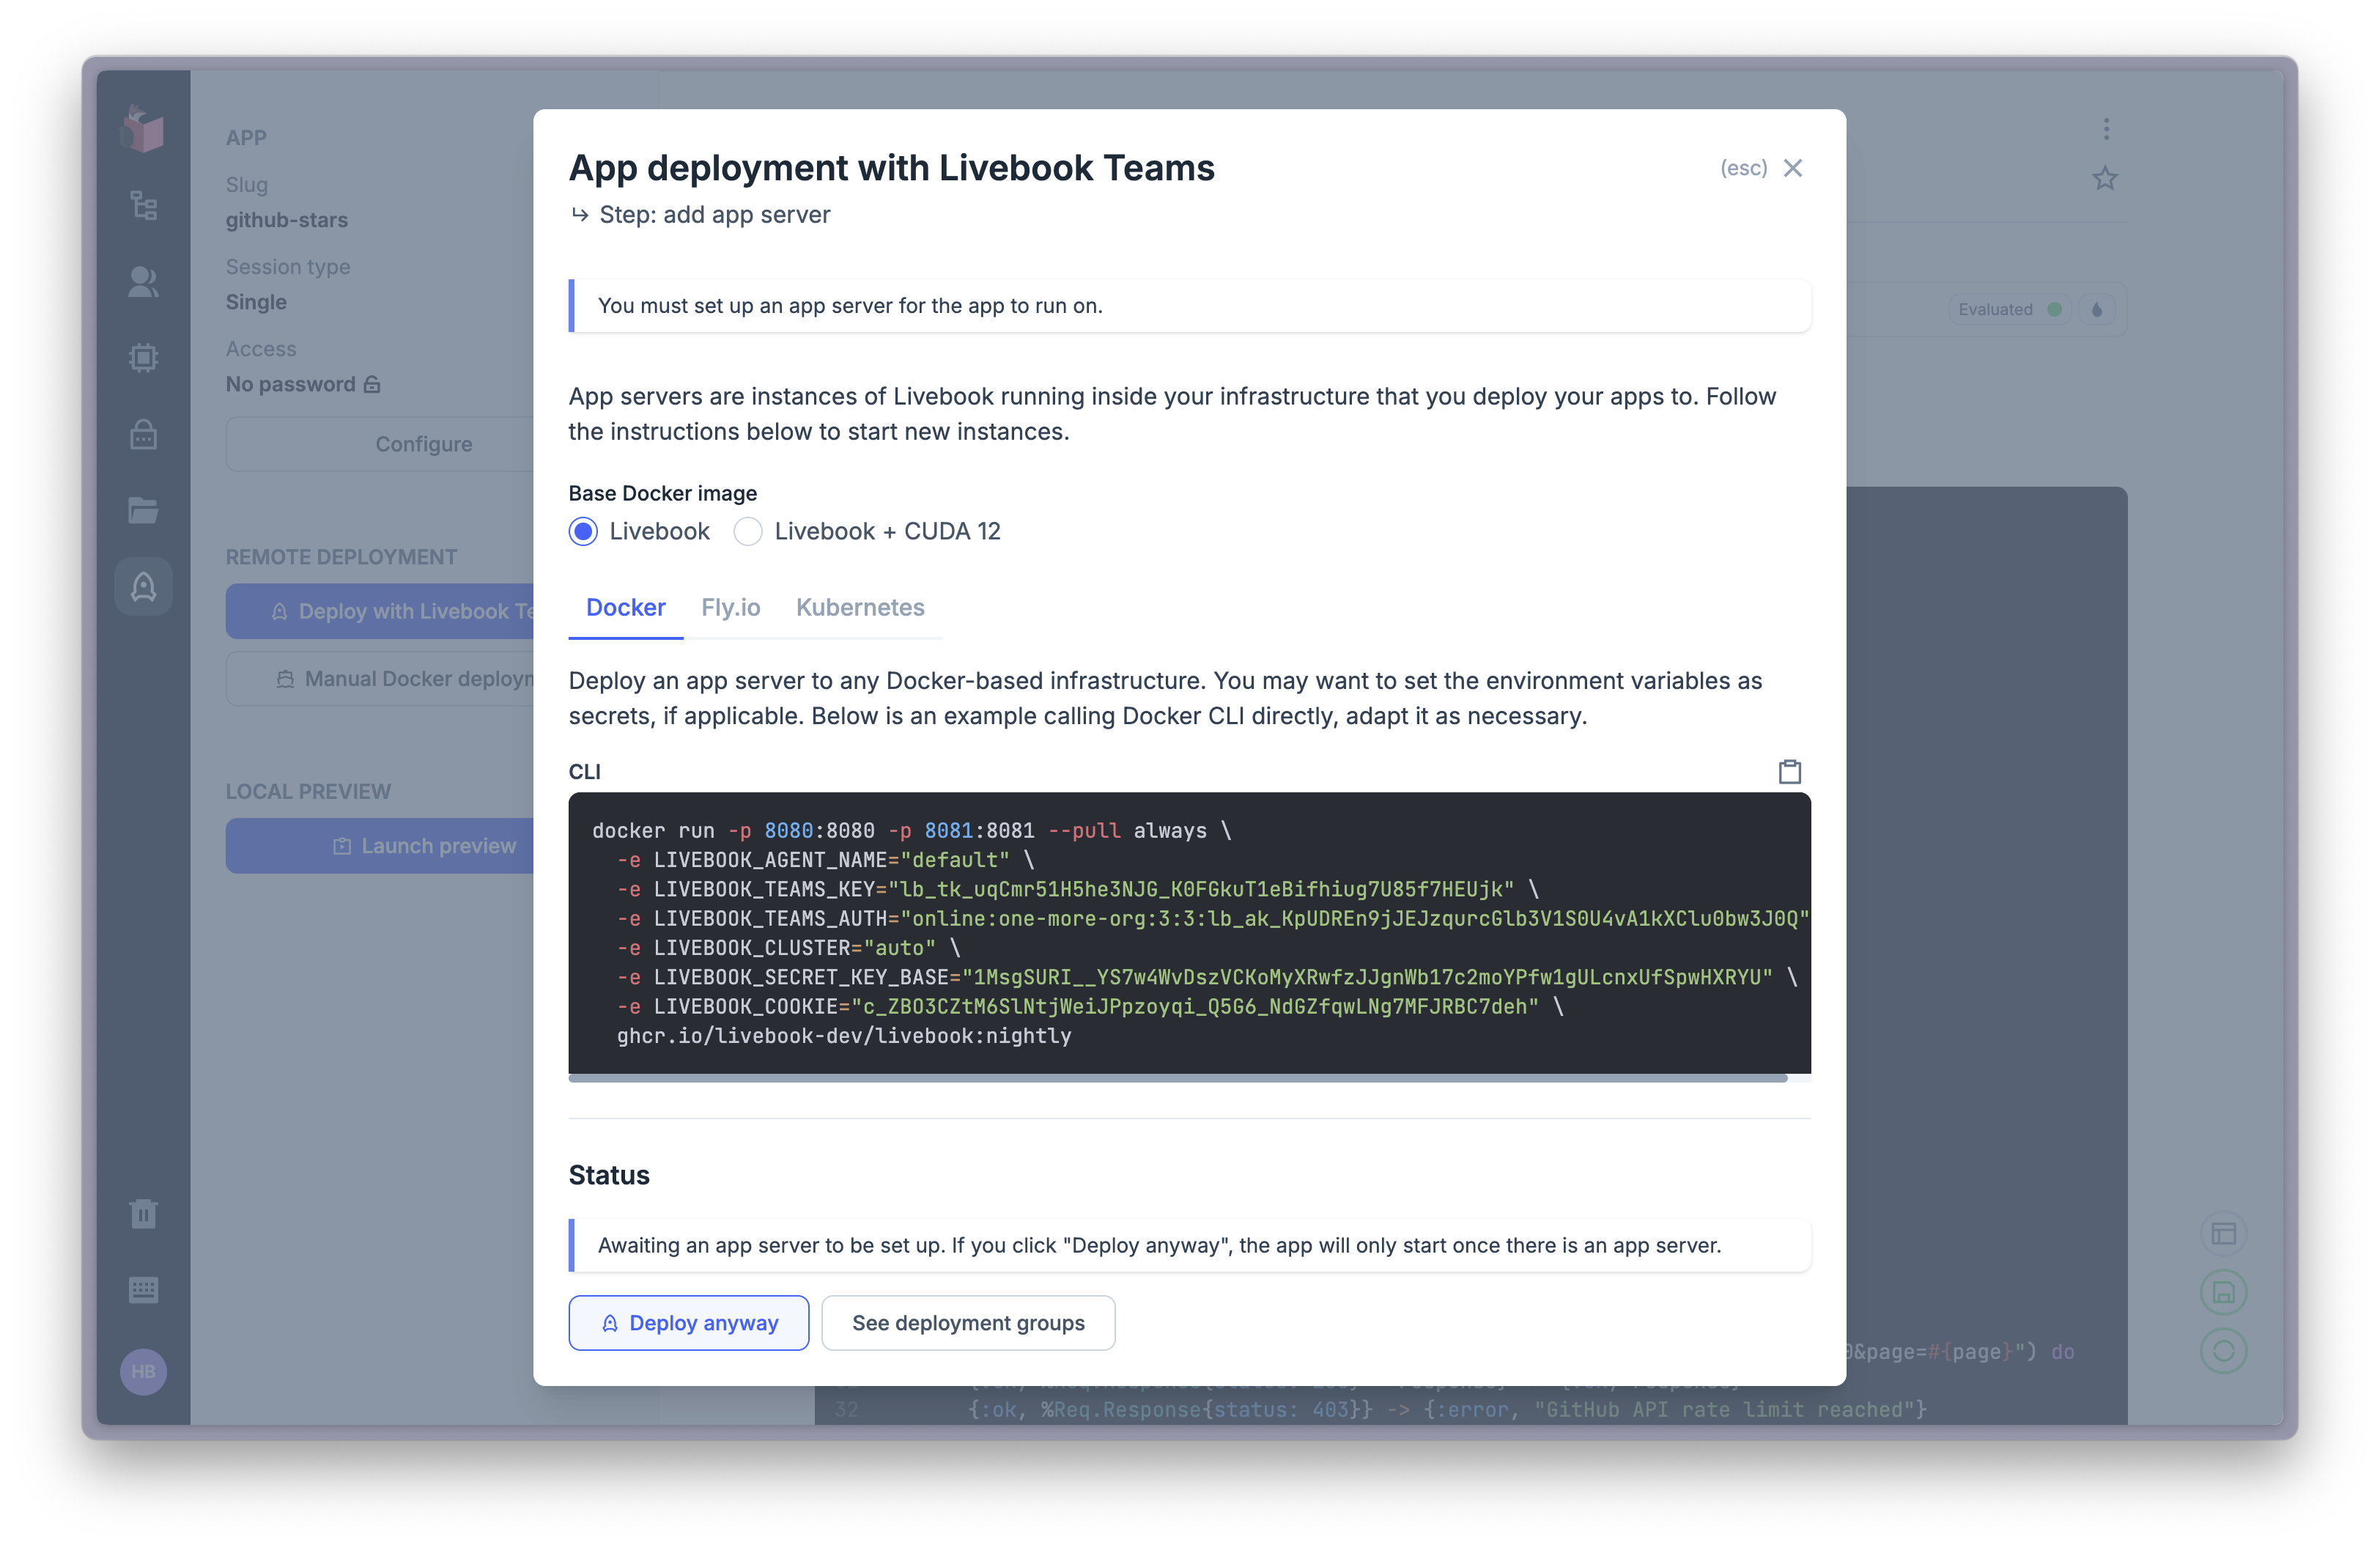 APP
Slug
github-stars
Session type
Single
Access
No password
Configure
REMOTE DEPLOYMENT
Deploy with Livebook Te
Manual Docker deployn
LOCAL PREVIEW
Launch preview
HB
App deployment with Livebook Teams
(esc)
↳ Step: add app server
You must set up an app server for the app to run on.
App servers are instances of Livebook running inside your infrastructure that you deploy your apps to. Follow
the instructions below to start new instances.
Base Docker image
Livebook Livebook + CUDA 12
Docker Fly.io Kubernetes
Deploy an app server to any Docker-based infrastructure. You may want to set the environment variables as
secrets, if applicable. Below is an example calling Docker CLI directly, adapt it as necessary.
CLI
docker run -p 8080:8080 -p 8081:8081 --pull always \
-e LIVEBOOK_AGENT_NAME="default" \
-e LIVEBOOK_TEAMS_KEY="lb_tk_uqCmr51H5he3NJG_K0FGkuT1eBifhiug7U85f7HEUjk" \
-e LIVEBOOK_TEAMS_AUTH="online:one-more-org:3:3:lb_ak_KpUDREn9jJEJzqurcGlb3V1S0U4vA1kXClu0bw3J0Q"
-e LIVEBOOK_CLUSTER="auto" \
-e LIVEBOOK_SECRET_KEY_BASE="1MsgSURI__YS7w4WvDszVCKoMyXRwfzJJgnWb17c2moYPfw1gULcnxUfSpwHXRYU" \
-e LIVEBOOK_COOKIE="c_ZBO3CZtM6SlNtjWeiJPpzoyqi_Q5G6_NdGZfqwLNg7MFJRBC7deh" \
ghcr.io/livebook-dev/livebook:nightly
Status
Awaiting an app server to be set up. If you click "Deploy anyway", the app will only start once there is an app server.
Deploy anyway See deployment groups
Evaluated
&page=#{page}") do
32 {:ok, %Req.Response{status: 403}} -> {:error, "GitHub API rate limit reached"}